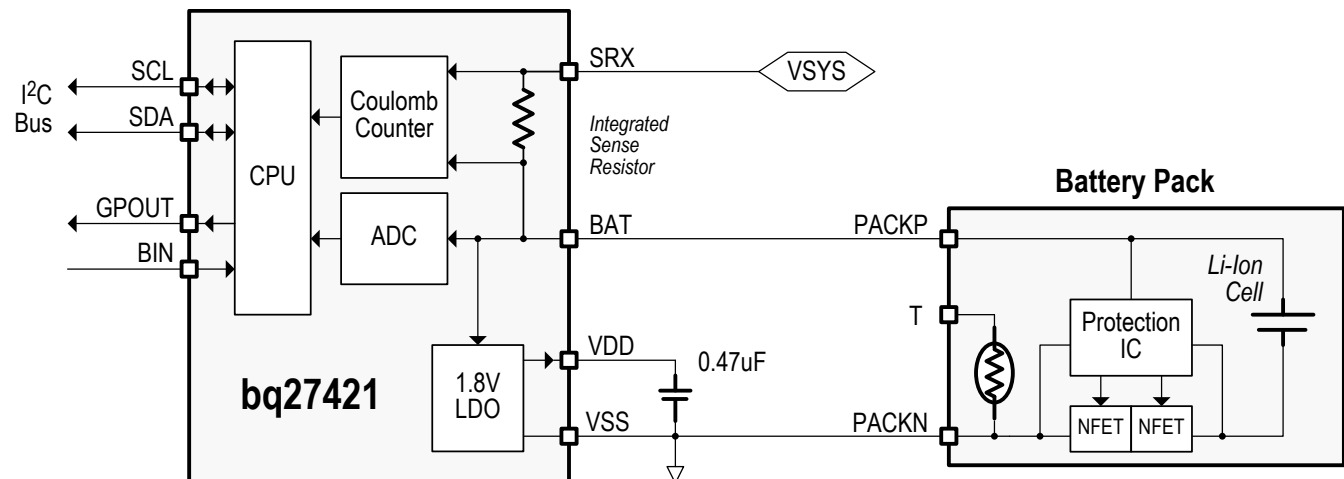 SCL
I²C
Bus
SDA
GPOUT
BIN
CPU
Coulomb
Counter
ADC
1.8V
LDO
bq27421
SRX
VSYS
Integrated
Sense
Resistor
BAT
VDD
0.47uF
VSS
Battery Pack
PACKP
T
PACKN
Li-Ion
Cell
Protection
IC
NFET NFET